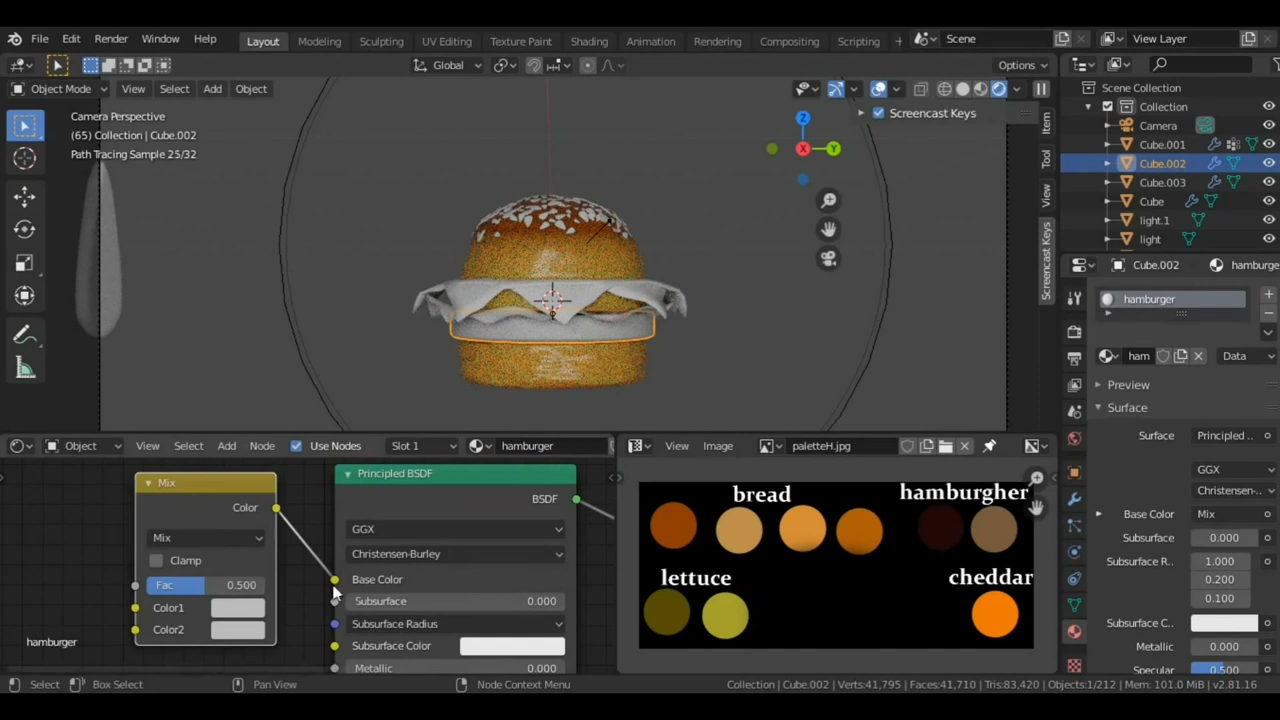 File Edit Render Window Help Layout Modeling Sculpting UV Editing Texture Paint Shading Animation Rendering Compositing Scripting + Scene View Layer
Global Options
Object Mode View Select Add Object
Screencast Keys
Camera Perspective
(65) Collection | Cube.002
Path Tracing Sample 25/32
Z
X
Y
Item
Tool
View
Screencast Keys
Scene Collection
Collection
Camera
Cube.001
Cube.002
Cube.003
Cube
light.1
light
Cube.002 hamburge
hamburger
ham Data
Preview
Surface
Surface Principled ..
GGX
Christensen-..
Base Color Mix
Subsurface 0.000
Subsurface R.. 1.000
0.200
0.100
Subsurface C..
Metallic 0.000
Specular 0.500
Object View Select Add Node Use Nodes Slot 1 hamburger
Mix
Color
Mix
Clamp
Fac 0.500
Color1
Color2
hamburger
Principled BSDF
BSDF
GGX
Christensen-Burley
Base Color
Subsurface 0.000
Subsurface Radius
Subsurface Color
Metallic 0.000
View Image paletteH.jpg
bread hamburgher
lettuce cheddar
Select Box Select Pan View Node Context Menu Collection | Cube.002 | Verts:41,795 | Faces:41,710 | Tris:83,420 | Objects:1/212 | Mem: 101.0 MiB | v2.81.16